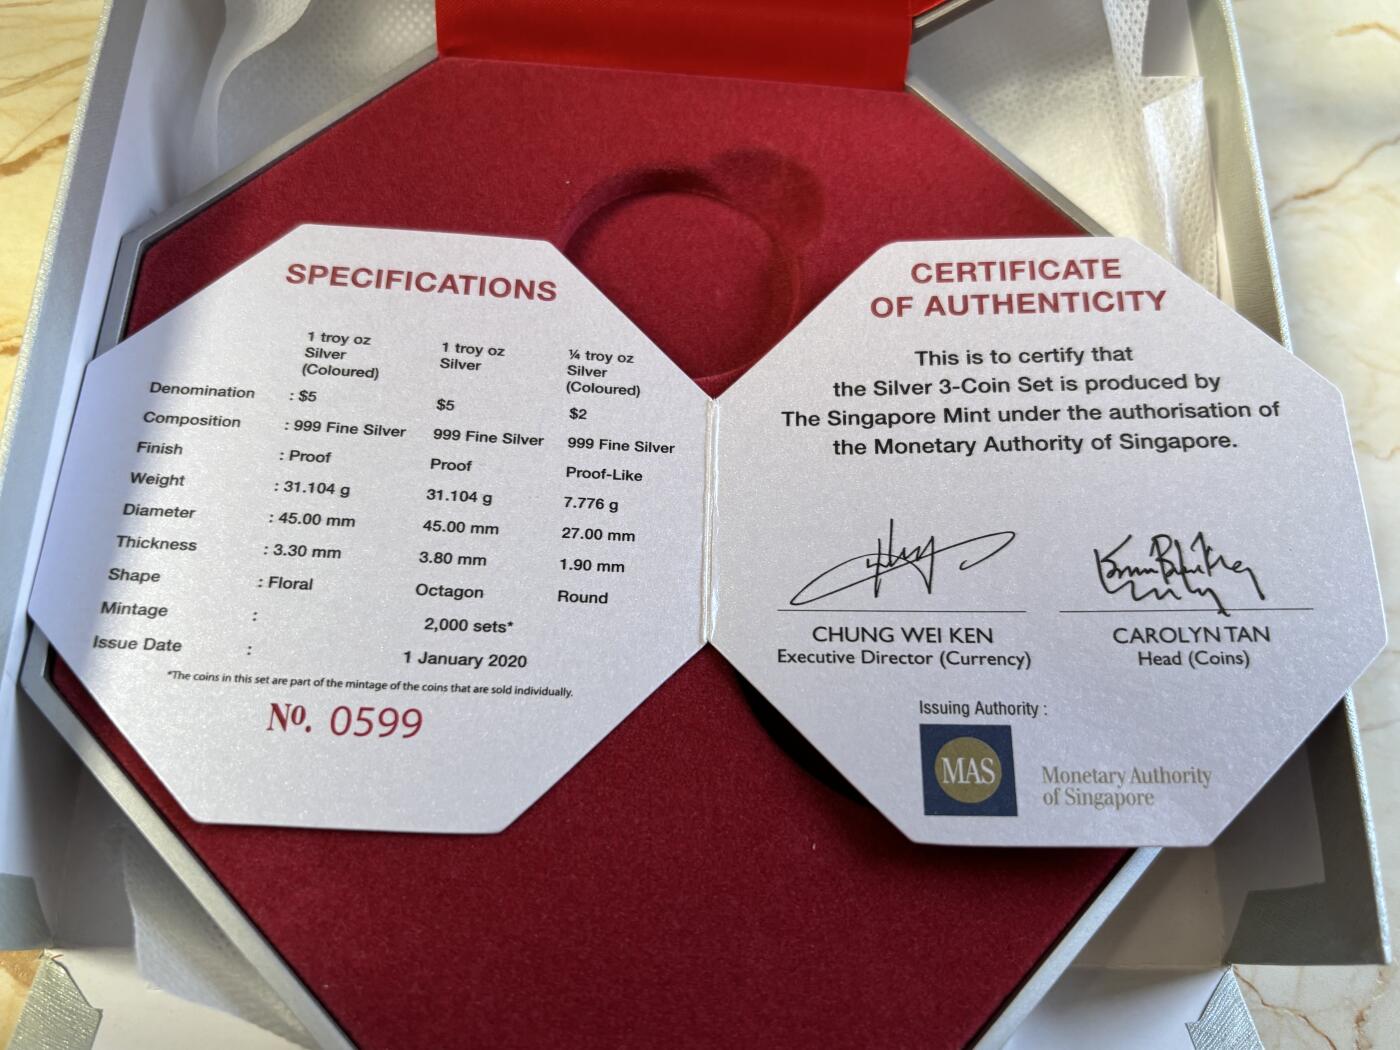 SPECIFICATIONS
1 troy oz Silver (Coloured) 1 troy oz Silver ¼ troy oz Silver (Coloured)
Denomination : $5 $5 $2
Composition : 999 Fine Silver 999 Fine Silver 999 Fine Silver
Finish : Proof Proof Proof-Like
Weight : 31.104 g 31.104 g 7.776 g
Diameter : 45.00 mm 45.00 mm 27.00 mm
Thickness : 3.30 mm 3.80 mm 1.90 mm
Shape : Floral Octagon Round
Mintage : 2,000 sets*
Issue Date : 1 January 2020
*The coins in this set are part of the mintage of the coins that are sold individually.
No. 0599
CERTIFICATE
OF AUTHENTICITY
This is to certify that
the Silver 3-Coin Set is produced by
The Singapore Mint under the authorisation of
the Monetary Authority of Singapore.
CHUNG WEI KEN
Executive Director (Currency)
CAROLYN TAN
Head (Coins)
Issuing Authority :
MAS
Monetary Authority
of Singapore